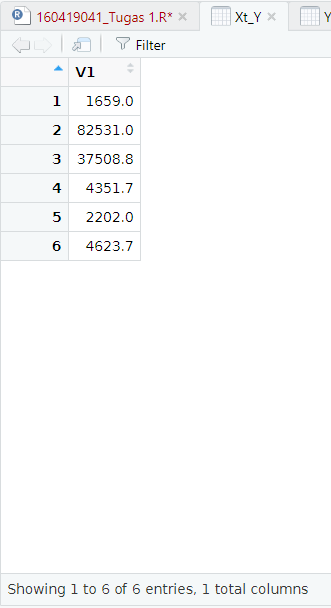 160419041_Tugas 1.R* Xt_Y Y
Filter
V1
1 1659.0
2 82531.0
3 37508.8
4 4351.7
5 2202.0
6 4623.7
Showing 1 to 6 of 6 entries, 1 total columns